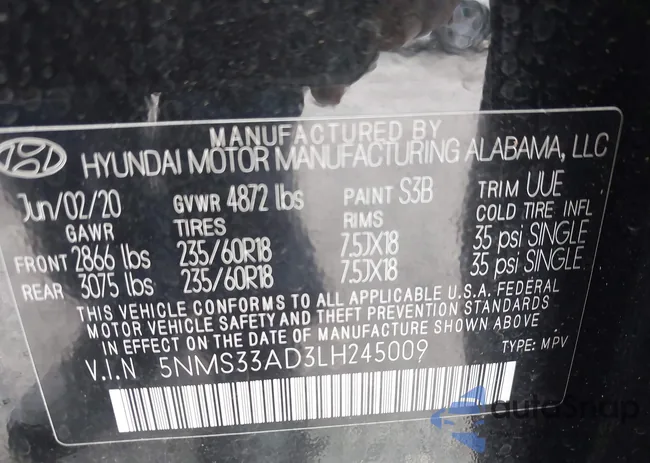 MANUFACTURED BY
HYUNDAI MOTOR MANUFACTURING ALABAMA, LLC
Jun/02/20 GVWR 4872 lbs PAINT S3B TRIM UUE
GAWR TIRES RIMS COLD TIRE INFL
FRONT 2866 lbs 235/60R18 7.5JX18 35 psi SINGLE
REAR 3075 lbs 235/60R18 7.5JX18 35 psi SINGLE
THIS VEHICLE CONFORMS TO ALL APPLICABLE U.S.A. FEDERAL
MOTOR VEHICLE SAFETY AND THEFT PREVENTION STANDARDS
IN EFFECT ON THE DATE OF MANUFACTURE SHOWN ABOVE
V.I.N 5NMS33AD3LH245009 TYPE: MPV
autosnap